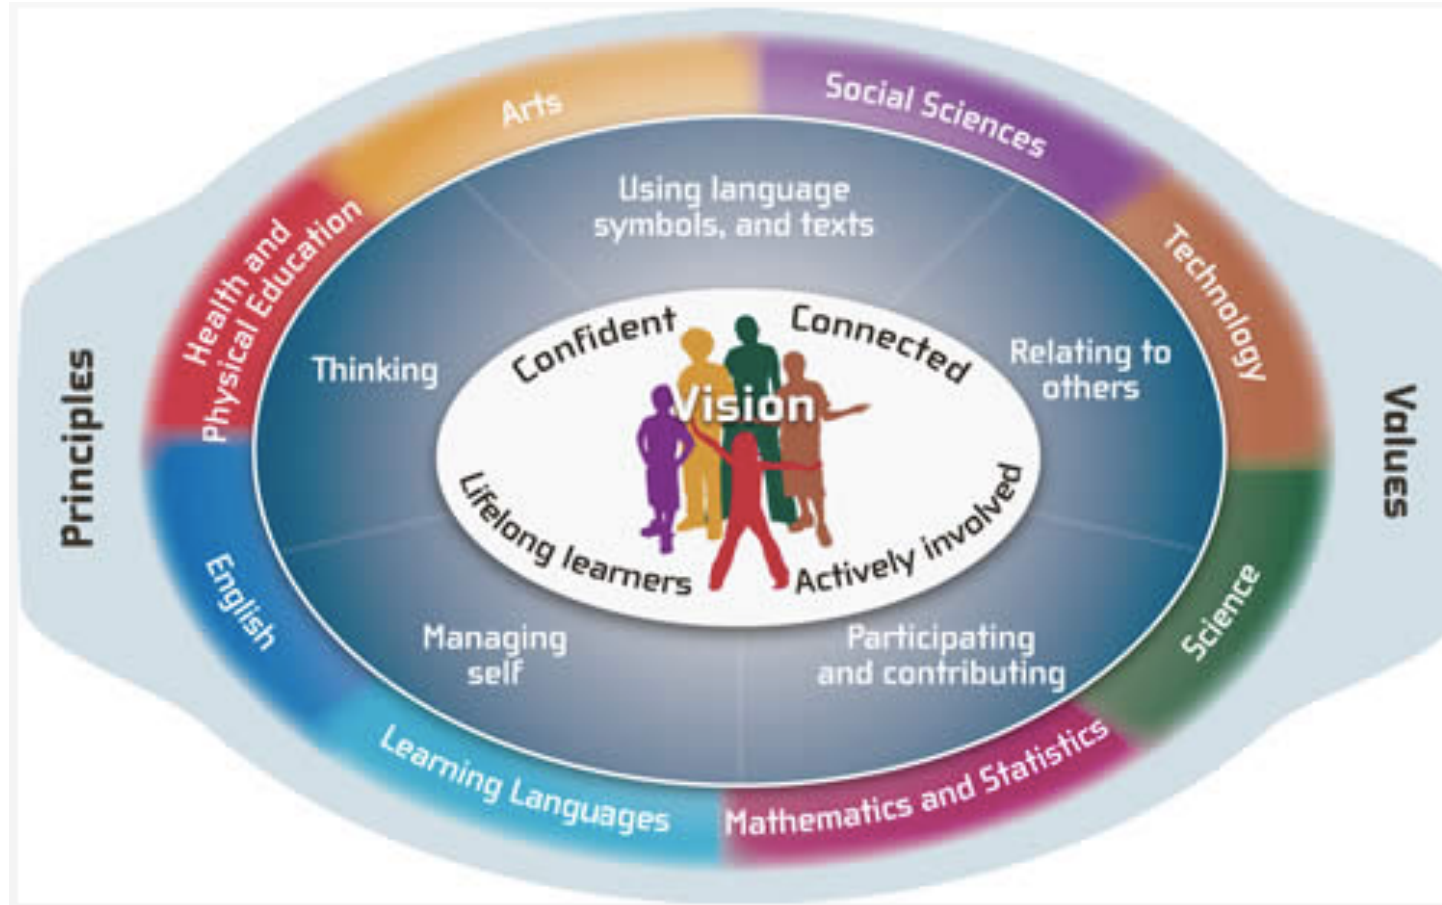 Arts
Social Sciences
Technology
Science
Mathematics and Statistics
Learning Languages
English
Health and
Physical Education
Using language
symbols, and texts
Relating to
others
Participating
and contributing
Managing
self
Thinking
Confident
Connected
Vision
Actively involved
Lifelong learners
Principles
Values